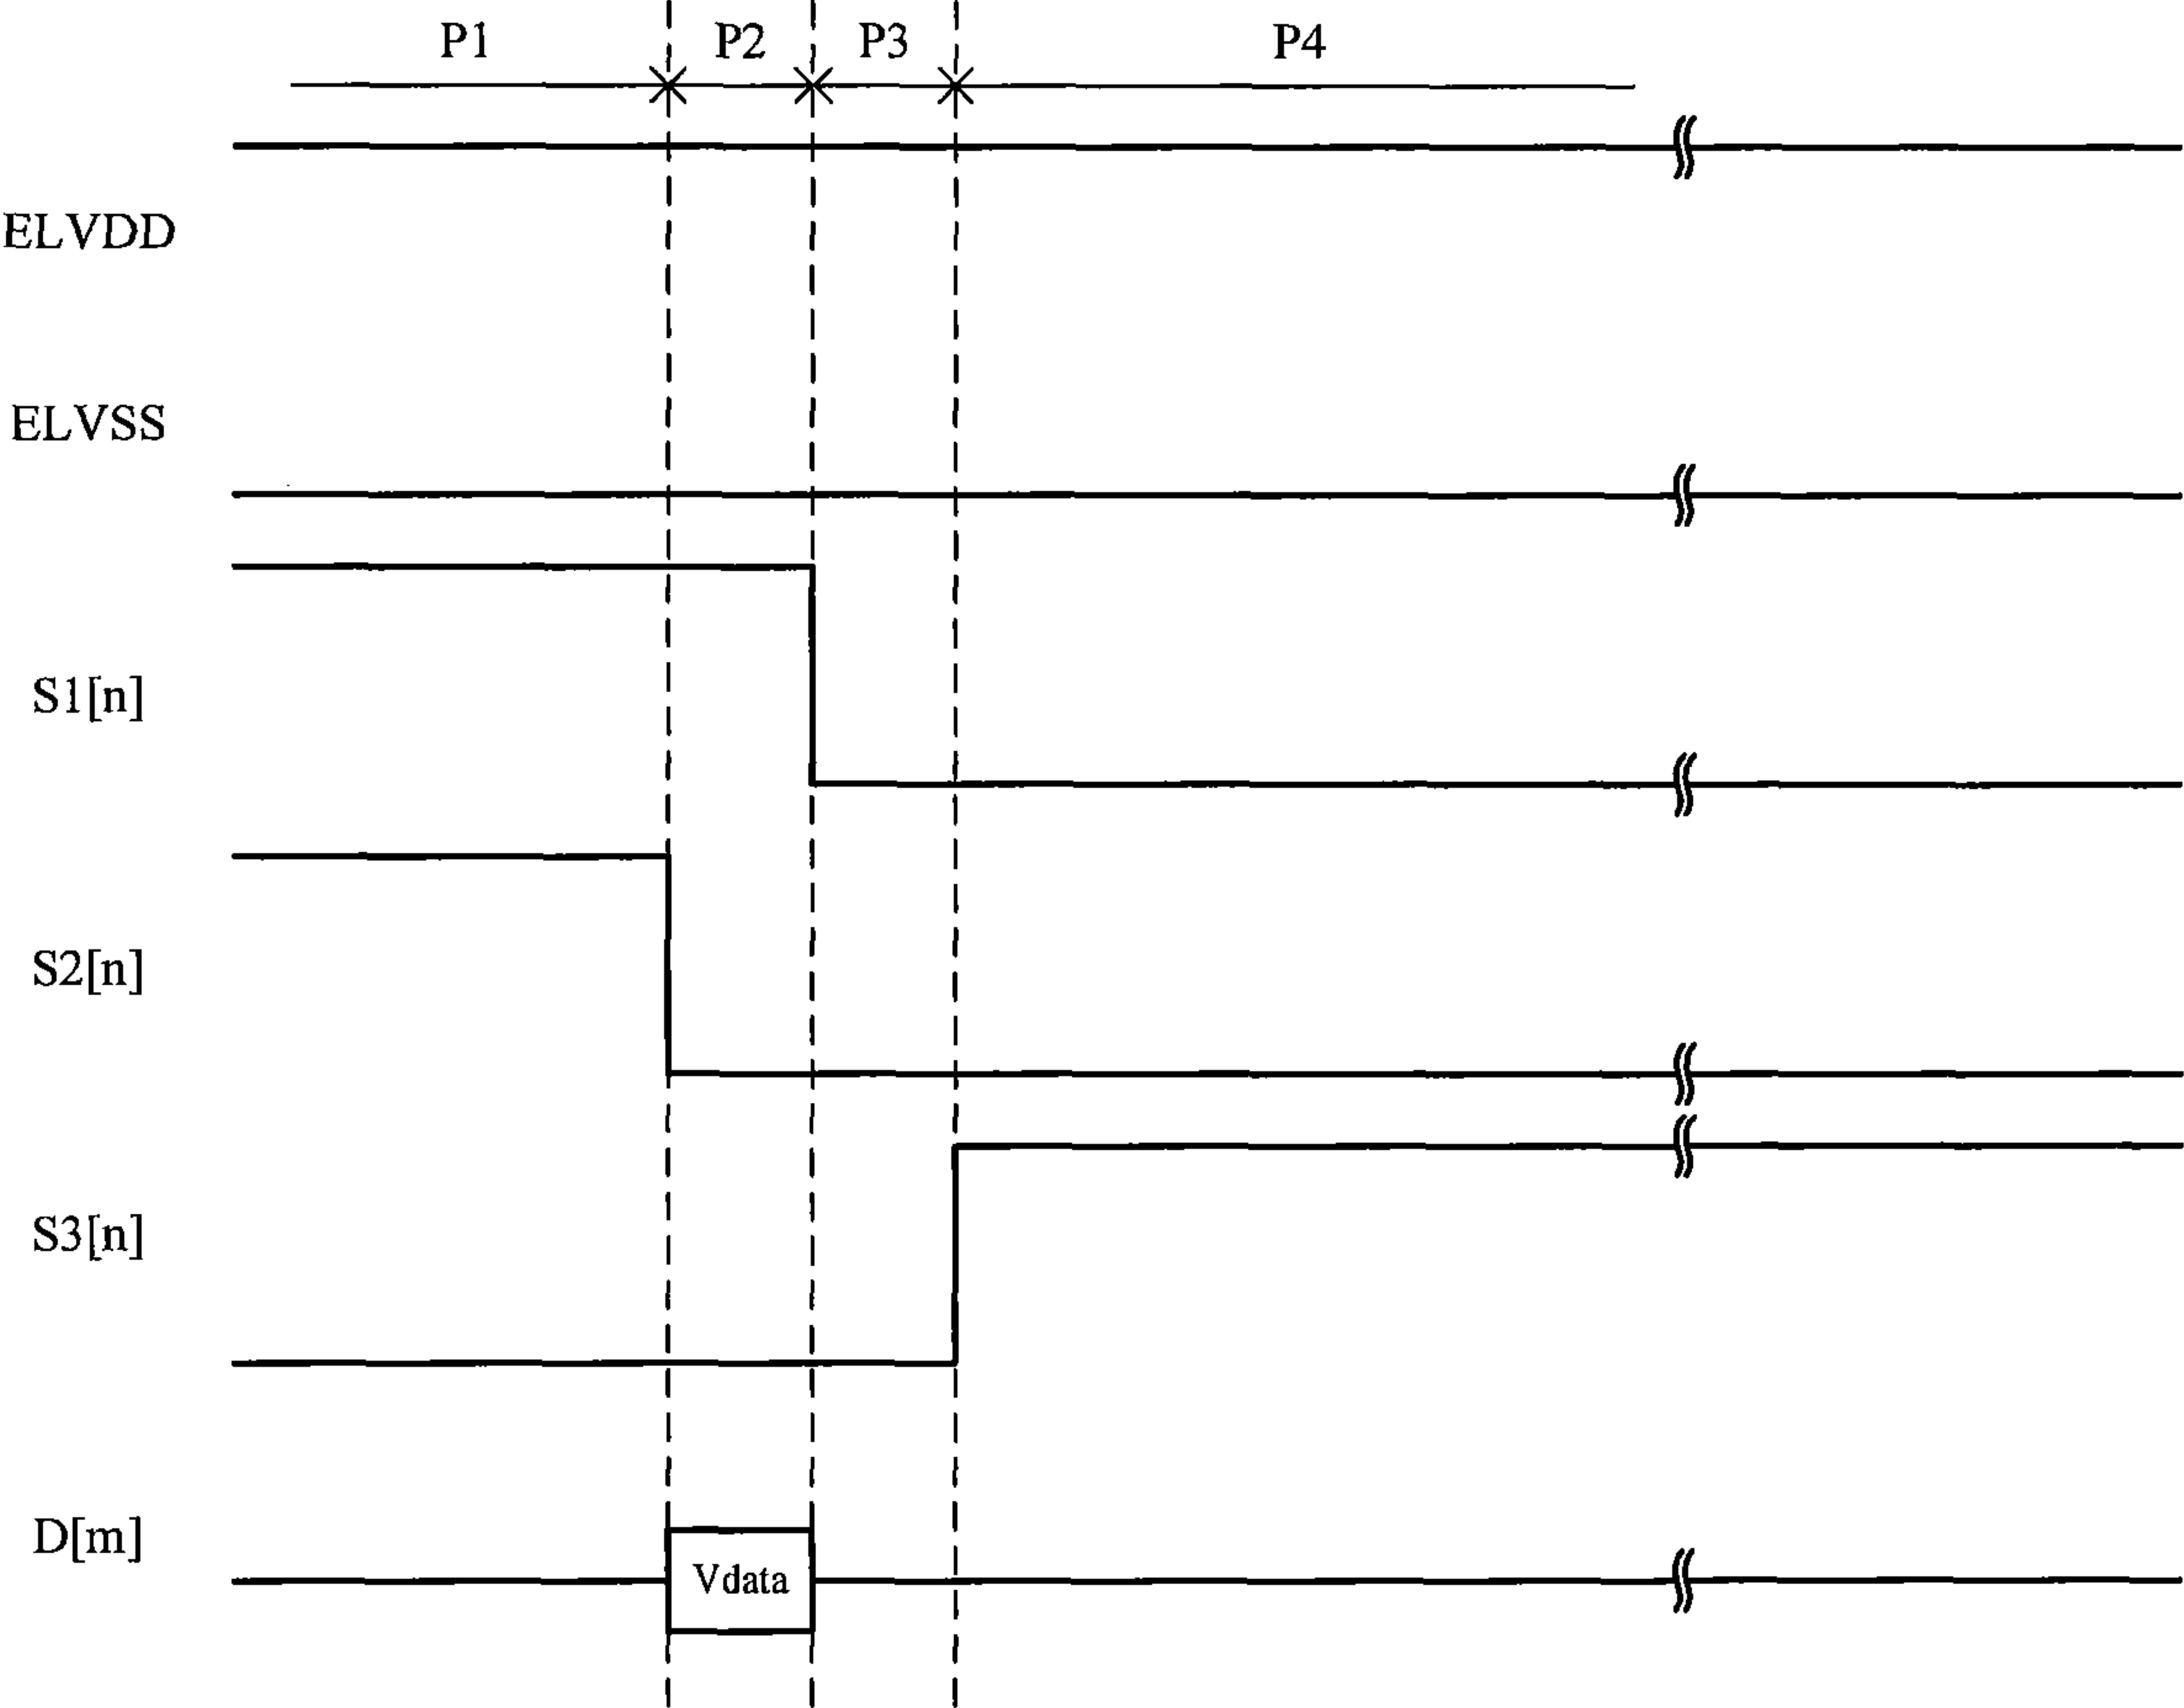 P1 P2 P3 P4
ELVDD
ELVSS
S1[n]
S2[n]
S3[n]
D[m]
Vdata